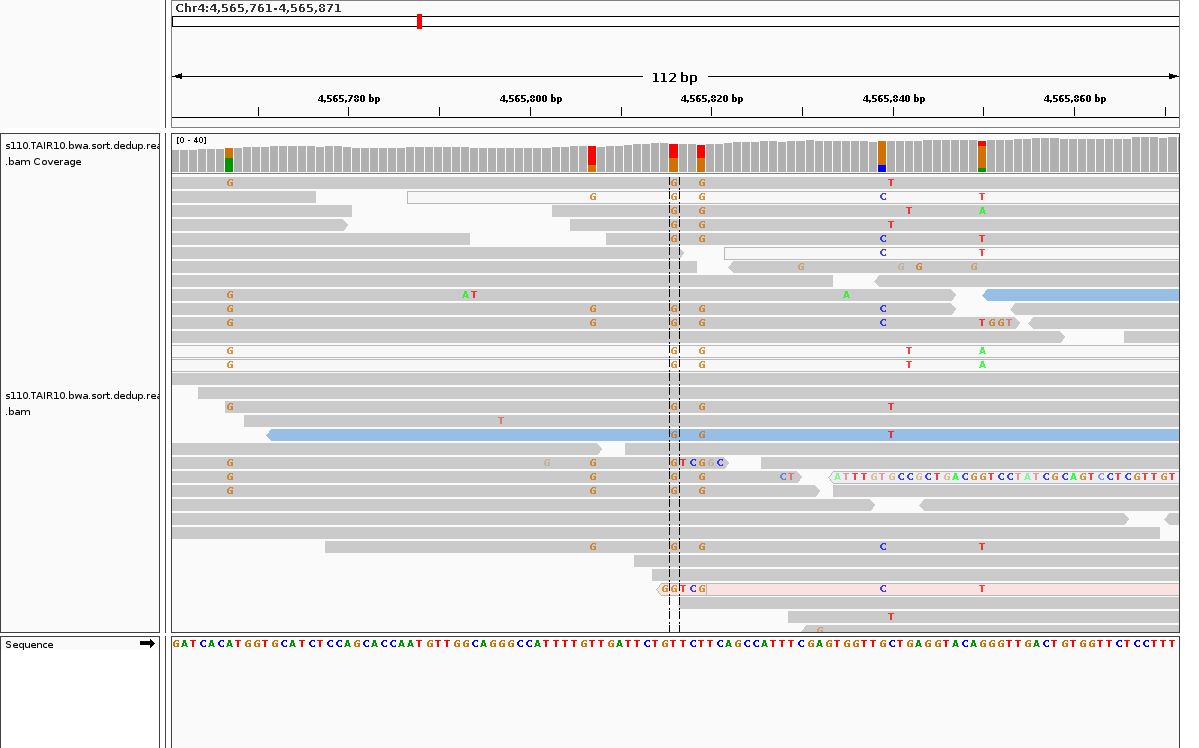 Chr4:4,565,761-4,565,871
112 bp
4,565,780 bp 4,565,800 bp 4,565,820 bp 4,565,840 bp 4,565,860 bp
[0 - 40]
s110.TAIR10.bwa.sort.dedup.rea
.bam Coverage
G G G T
G G G C T
G G T A
G G T
G G C T
C T
G G G G
G AT A
G G G G C
G G G G C TGGT
G G G T A
G G G T A
s110.TAIR10.bwa.sort.dedup.rea
.bam
G G G T
T
G G T
G G G GTCGGC
G G G G CT ATTTGTGCCGCTGACGGTCCTATCGCAGTCCTCGTTGT
G G G G
G G G C T
GGTCG C T
T
G
Sequence
GATCACATGGTGCATCTCCAGCACCAATGTTGGCAGGGCCATTTTGTTGATTCTGTTCTTCAGCCATTTCGAGTGGTTGCTGAGGTACAGGGTTGACTGTGGTTCTCCTTT